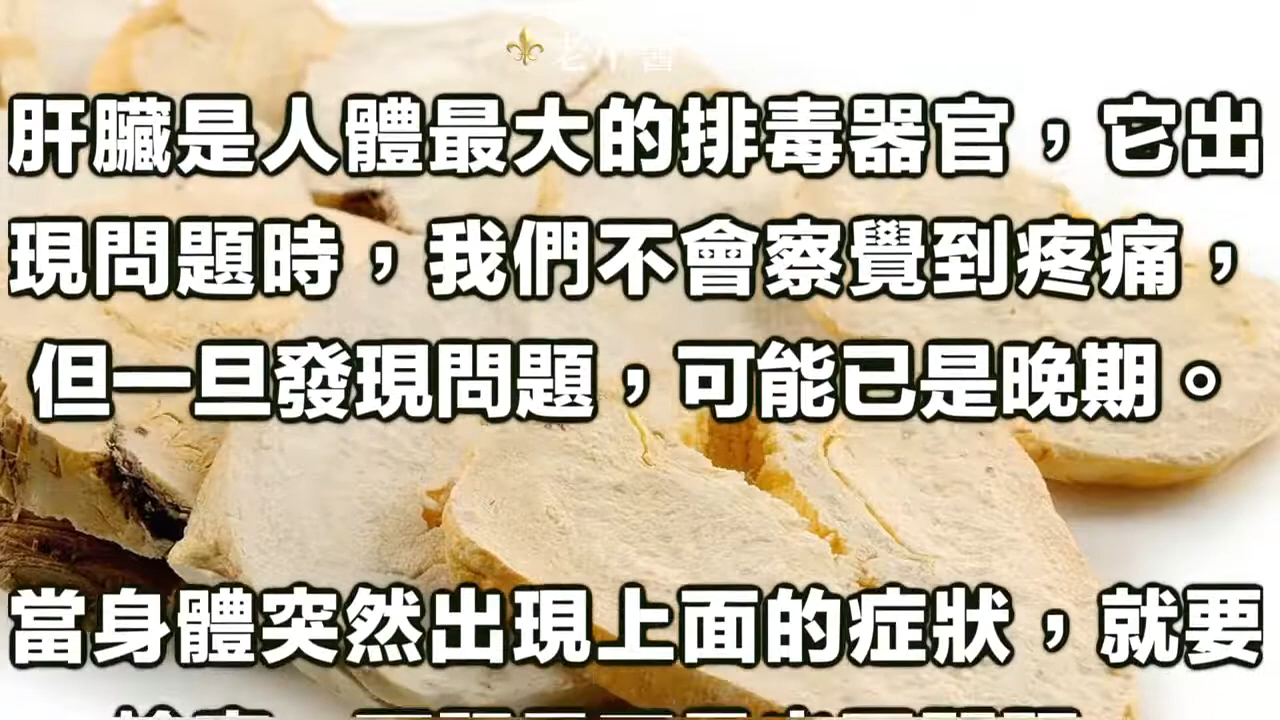 肝臟是人體最大的排毒器官，它出
現問題時，我們不會察覺到疼痛，
但一旦發現問題，可能已是晚期。
當身體突然出現上面的症狀，就要